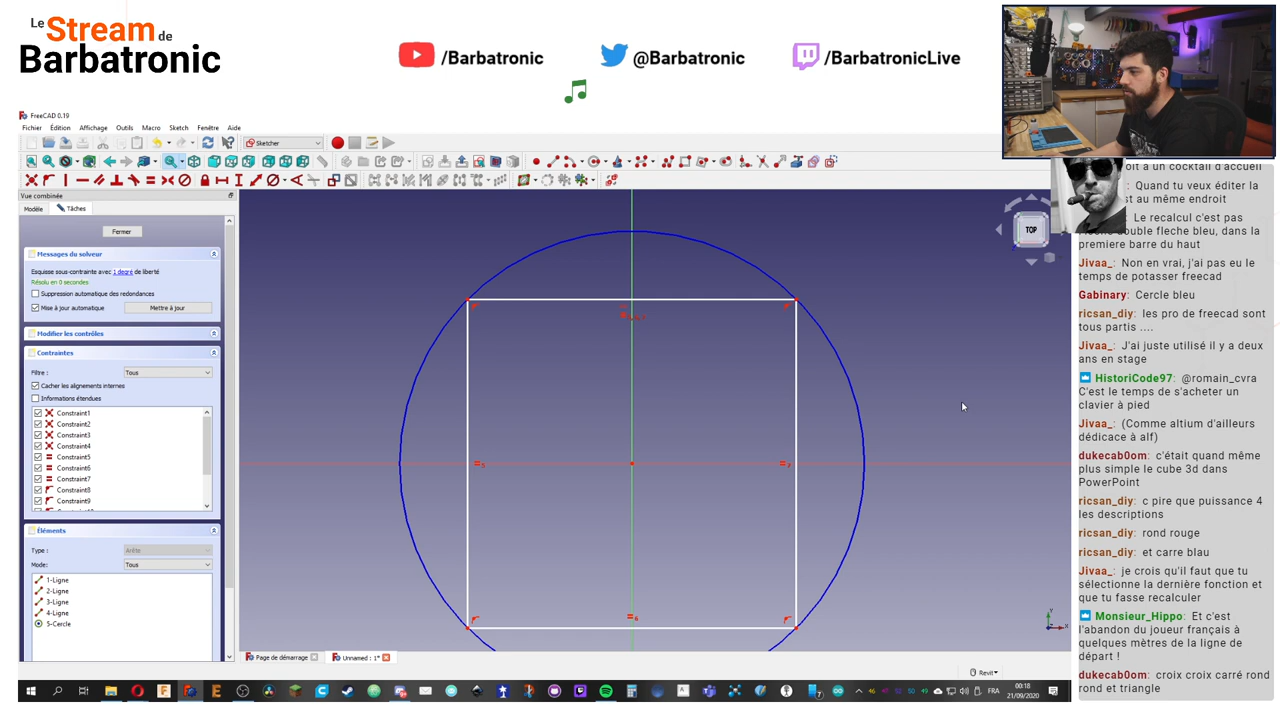 Le
Stream de
Barbatronic
/Barbatronic
@Barbatronic
/BarbatronicLive
FreeCAD 0.19
Fichier Édition Affichage Outils Macro Sketch Fenêtre Aide
Sketcher
Vue combinée
Modèle Tâches
Fermer
Messages du solveur
Esquisse sous-contrainte avec 1 degré de liberté
Résolu en 0 secondes
Suppression automatique des redondances
Mise à jour automatique
Mettre à jour
Modifier les contrôles
Contraintes
Filtre : Tous
Cacher les alignements internes
Informations étendues
Constraint1
Constraint2
Constraint3
Constraint4
Constraint5
Constraint6
Constraint7
Constraint8
Constraint9
Éléments
Type : Arête
Mode: Tous
1-Ligne
2-Ligne
3-Ligne
4-Ligne
5-Cercle
TOP
Page de démarrage
Unnamed : 1*
Revit
FRA
00:18
21/09/2020
oit à un cocktail d'accueil
: Quand tu veux éditer la
st au même endroit
: Le recalcul c'est pas
double fleche bleu, dans la
premiere barre du haut
Jivaa_: Non en vrai, j'ai pas eu le
temps de potasser freecad
Gabinary: Cercle bleu
ricsan_diy: les pro de freecad sont
tous partis ....
Jivaa_: J'ai juste utilisé il y a deux
ans en stage
HistoriCode97: @romain_cvra
C'est le temps de s'acheter un
clavier à pied
Jivaa_: (Comme altium d'ailleurs
dédicace à alf)
dukecab0om: c'était quand même
plus simple le cube 3d dans
PowerPoint
ricsan_diy: c pire que puissance 4
les descriptions
ricsan_diy: rond rouge
ricsan_diy: et carre blau
Jivaa_: je crois qu'il faut que tu
sélectionne la dernière fonction et
que tu fasse recalculer
Monsieur_Hippo: Et c'est
l'abandon du joueur français à
quelques mètres de la ligne de
départ !
dukecab0om: croix croix carré rond
rond et triangle